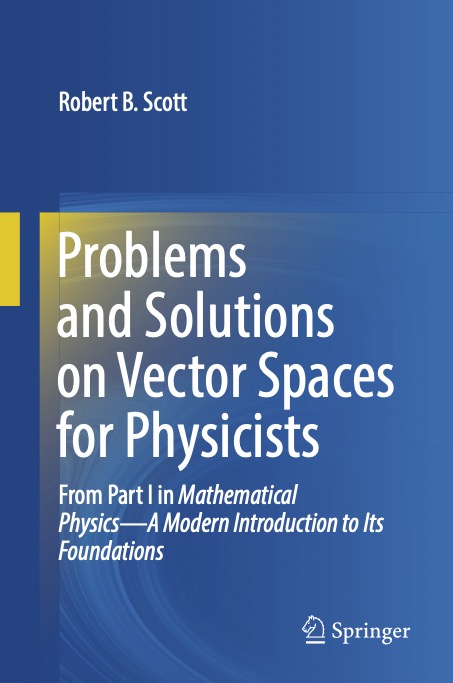 Robert B. Scott
Problems
and Solutions
on Vector Spaces
for Physicists
From Part I in Mathematical
Physics—A Modern Introduction to Its
Foundations
Springer